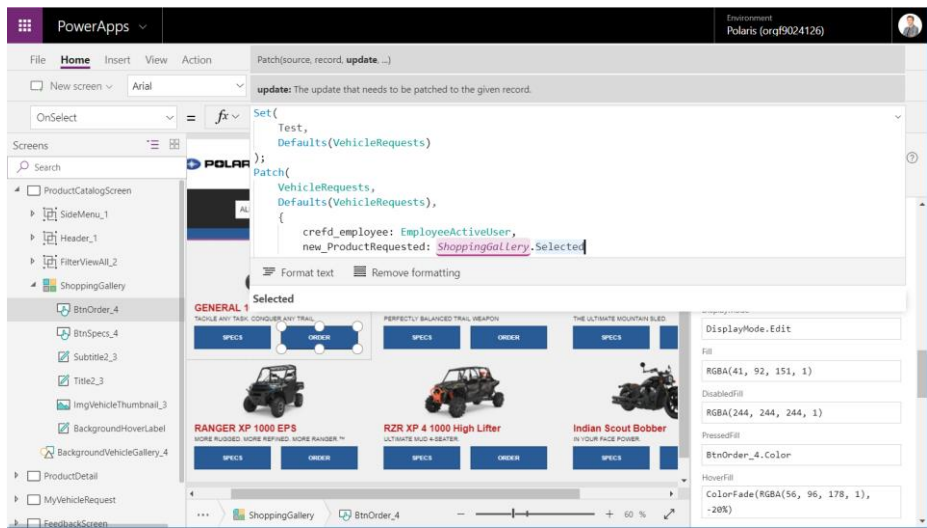 PowerApps
Environment
Polaris (orgf9024126)
File Home Insert View Action
Patch(source, record, update, ...)
New screen
Arial
update: The update that needs to be patched to the given record.
OnSelect
= fx
Set(
Test,
Defaults(VehicleRequests)
);
Patch(
VehicleRequests,
Defaults(VehicleRequests),
{
crefd_employee: EmployeeActiveUser,
new_ProductRequested: ShoppingGallery.Selected
Format text
Remove formatting
Selected
Screens
Search
ProductCatalogScreen
SideMenu_1
Header_1
FilterViewAll_2
ShoppingGallery
BtnOrder_4
BtnSpecs_4
Subtitle2_3
Title2_3
ImgVehicleThumbnail_3
BackgroundHoverLabel
BackgroundVehicleGallery_4
ProductDetail
MyVehicleRequest
FeedbackScreen
POLAR
AL
GENERAL 1
TACKLE ANY TASK. CONQUER ANY TRAIL.
SPECS
ORDER
PERFECTLY BALANCED TRAIL WEAPON
SPECS
ORDER
THE ULTIMATE MOUNTAIN SLED.
SPECS
RANGER XP 1000 EPS
MORE RUGGED. MORE REFINED. MORE RANGER.™
SPECS
ORDER
RZR XP 4 1000 High Lifter
ULTIMATE MUD 4-SEATER
SPECS
ORDER
Indian Scout Bobber
IN YOUR FACE POWER.
SPECS
DisplayMode.Edit
Fill
RGBA(41, 92, 151, 1)
DisabledFill
RGBA(244, 244, 244, 1)
PressedFill
BtnOrder_4.Color
HoverFill
ColorFade(RGBA(56, 96, 178, 1),
-20%)
... ShoppingGallery BtnOrder_4
60 %